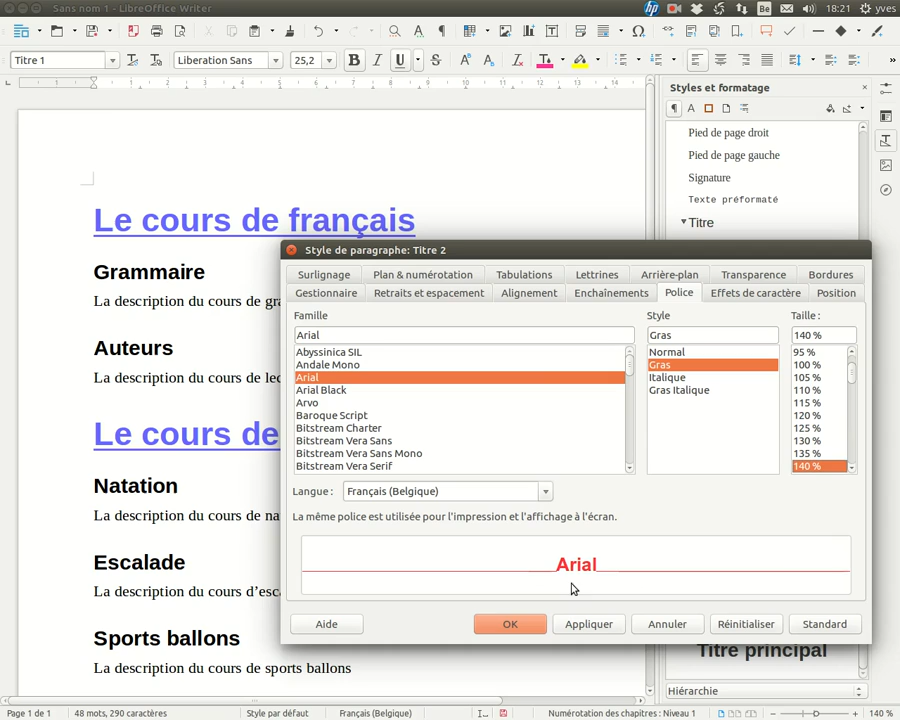 Sans nom 1 - LibreOffice Writer
Be
18:21
yves
Titre 1
Liberation Sans
25,2
Styles et formatage
Pied de page droit
Pied de page gauche
Signature
Texte préformaté
Titre
Le cours de français
Grammaire
La description du cours de gra
Auteurs
La description du cours de lec
Le cours de
Natation
La description du cours de na
Escalade
La description du cours d'esca
Sports ballons
La description du cours de sports ballons
Style de paragraphe: Titre 2
Surlignage
Plan & numérotation
Tabulations
Lettrines
Arrière-plan
Transparence
Bordures
Gestionnaire
Retraits et espacement
Alignement
Enchaînements
Police
Effets de caractère
Position
Famille
Style
Taille :
Arial
Gras
140 %
Abyssinica SIL
Andale Mono
Arial
Arial Black
Arvo
Baroque Script
Bitstream Charter
Bitstream Vera Sans
Bitstream Vera Sans Mono
Bitstream Vera Serif
Normal
Gras
Italique
Gras Italique
95 %
100 %
105 %
110 %
115 %
120 %
125 %
130 %
135 %
140 %
Langue :
Français (Belgique)
La même police est utilisée pour l'impression et l'affichage à l'écran.
Arial
Aide
OK
Appliquer
Annuler
Réinitialiser
Standard
Titre principal
Hiérarchie
Page 1 de 1
48 mots, 290 caractères
Style par défaut
Français (Belgique)
Numérotation des chapitres : Niveau 1
140 %